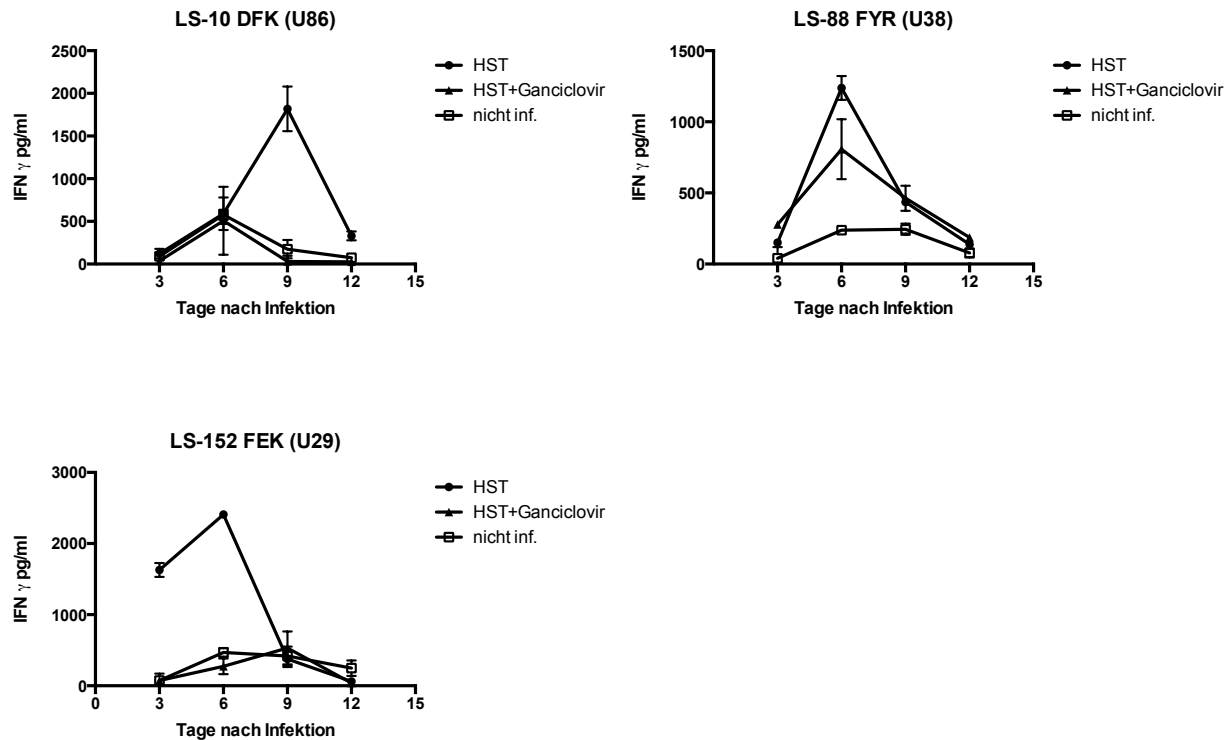 LS-10 DFK (U86)
2500
2000
1500
1000
500
0
IFN γ pg/ml
3 6 9 12 15
Tage nach Infektion
HST
HST+Ganciclovir
nicht inf.
LS-88 FYR (U38)
1500
1000
500
0
IFN γ pg/ml
3 6 9 12 15
Tage nach Infektion
HST
HST+Ganciclovir
nicht inf.
LS-152 FEK (U29)
3000
2000
1000
0
IFN γ pg/ml
0 3 6 9 12 15
Tage nach Infektion
HST
HST+Ganciclovir
nicht inf.